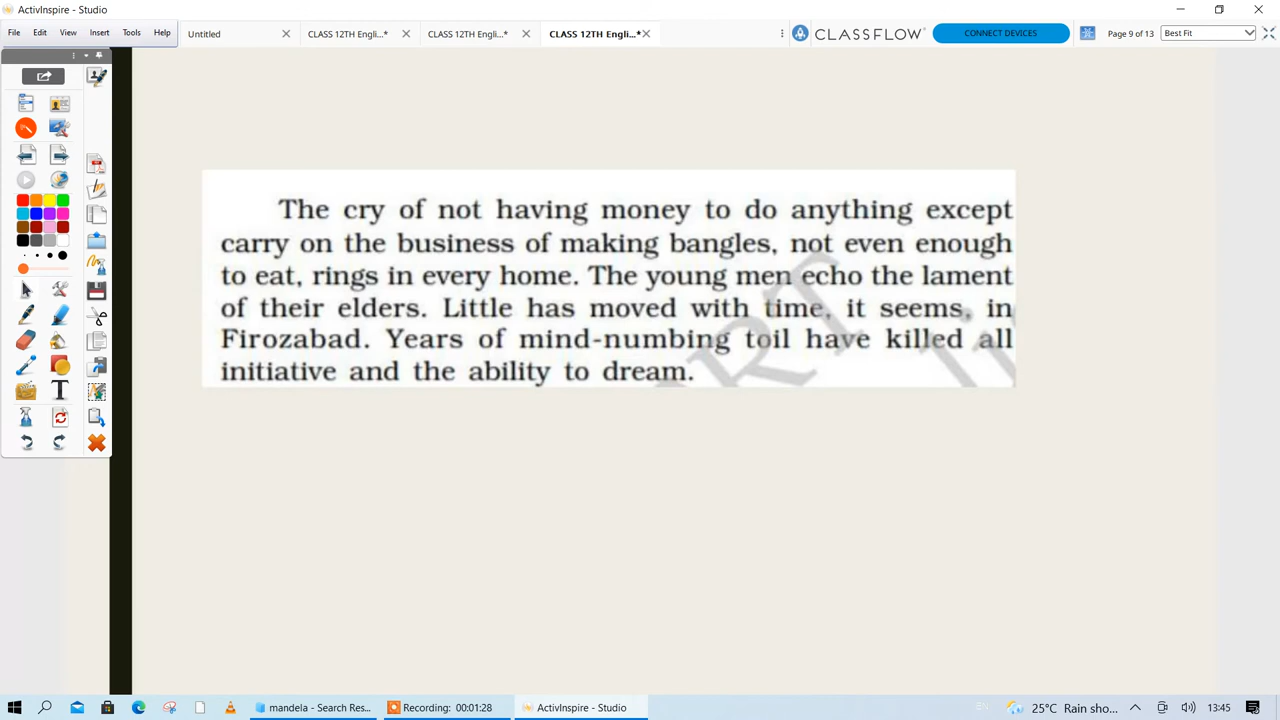 ActivInspire - Studio
File Edit View Insert Tools Help
Untitled
CLASS 12TH Engli...*
CLASS 12TH Engli...*
CLASS 12TH Engli...*
CLASSFLOW
CONNECT DEVICES
Page 9 of 13
Best Fit
The cry of not having money to do anything except
carry on the business of making bangles, not even enough
to eat, rings in every home. The young men echo the lament
of their elders. Little has moved with time, it seems, in
Firozabad. Years of mind-numbing toil have killed all
initiative and the ability to dream.
mandela - Search Res...
Recording: 00:01:28
ActivInspire - Studio
25°C Rain sho...
13:45